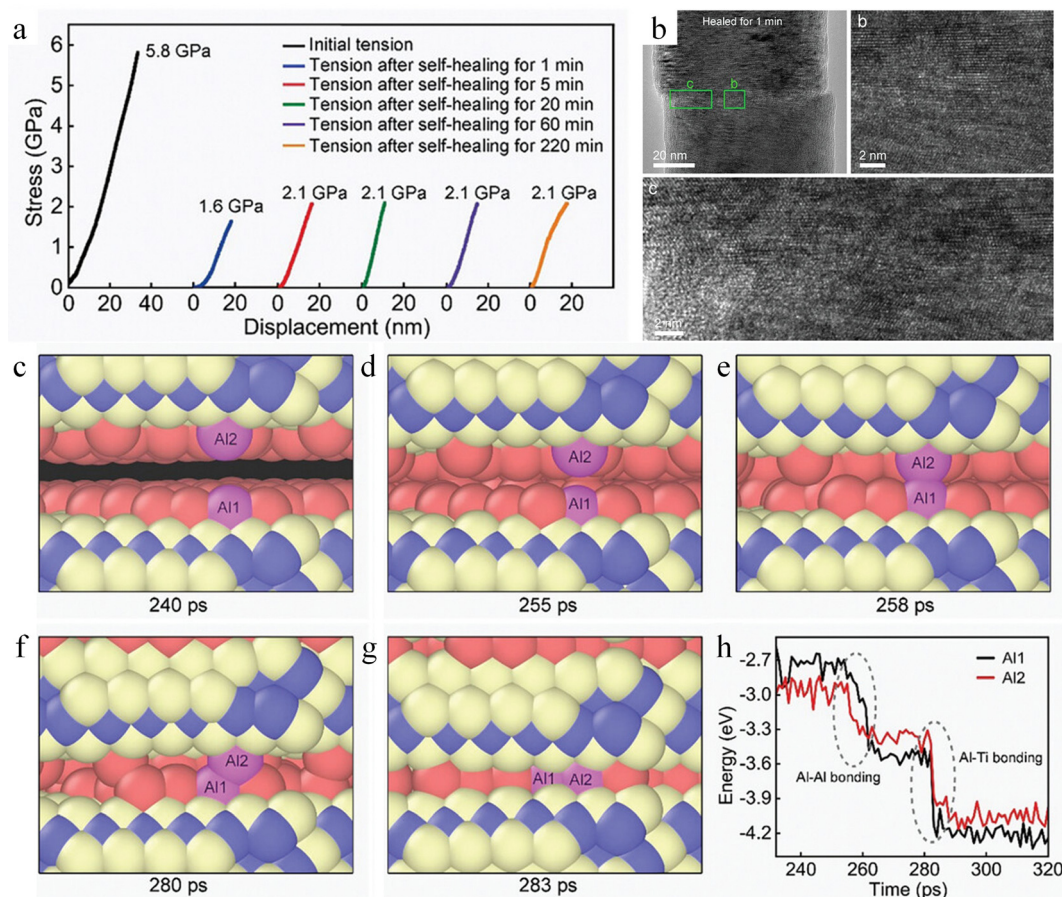 a
6
5
4
3
2
1
0
Stress (GPa)
5.8 GPa
Initial tension
Tension after self-healing for 1 min
Tension after self-healing for 5 min
Tension after self-healing for 20 min
Tension after self-healing for 60 min
Tension after self-healing for 220 min
1.6 GPa
2.1 GPa
2.1 GPa
2.1 GPa
2.1 GPa
0 20 40 0 20 0 20 0 20 0 20 0 20
Displacement (nm)
b
Healed for 1 min
c
b
20 nm
b
2 nm
c
2 nm
c
Al2
Al1
240 ps
d
Al2
Al1
255 ps
e
Al2
Al1
258 ps
f
Al2
Al1
280 ps
g
Al1 Al2
283 ps
h
-2.7
-3.0
-3.3
-3.6
-3.9
-4.2
Energy (eV)
Al1
Al2
Al-Al bonding
Al-Ti bonding
240 260 280 300 320
Time (ps)